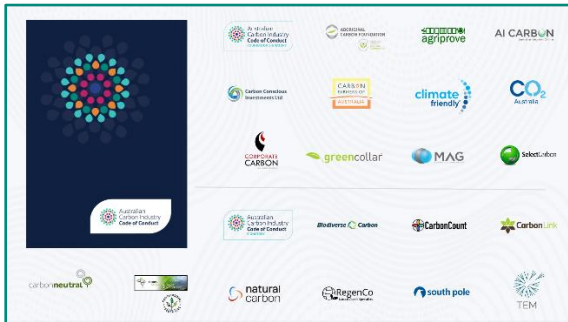 Australian
Carbon Industry
Code of Conduct
ABORIGINAL
CARBON FOUNDATION
agriprove
AI CARBON
Carbon Conscious
Investments Ltd
CARBON
FARMERS OF
AUSTRALIA
climate
friendly
CO2
Australia
CORPORATE
CARBON
greencollar
MAG
SelectCarbon
Australian
Carbon Industry
Code of Conduct
Australian
Carbon Industry
Code of Conduct
Biodiverse Carbon
CarbonCount
Carbon Link
carbonneutral
natural
carbon
RegenCo
south pole
TEM